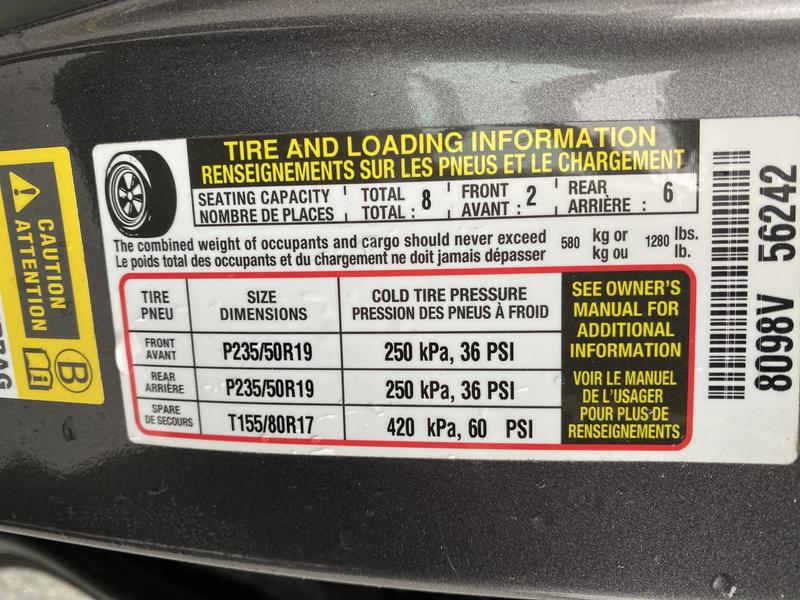 CAUTION
ATTENTION
B
i
RBAG
TIRE AND LOADING INFORMATION
RENSEIGNEMENTS SUR LES PNEUS ET LE CHARGEMENT
SEATING CAPACITY TOTAL FRONT REAR
NOMBRE DE PLACES TOTAL : 8 AVANT : 2 ARRIÈRE : 6
The combined weight of occupants and cargo should never exceed 580 kg or 1280 lbs.
Le poids total des occupants et du chargement ne doit jamais dépasser kg ou lb.
TIRE SIZE COLD TIRE PRESSURE
PNEU DIMENSIONS PRESSION DES PNEUS À FROID
FRONT
AVANT P235/50R19 250 kPa, 36 PSI
REAR
ARRIÈRE P235/50R19 250 kPa, 36 PSI
SPARE
DE SECOURS T155/80R17 420 kPa, 60 PSI
SEE OWNER'S
MANUAL FOR
ADDITIONAL
INFORMATION
VOIR LE MANUEL
DE L'USAGER
POUR PLUS DE
RENSEIGNEMENTS
8098V 56242